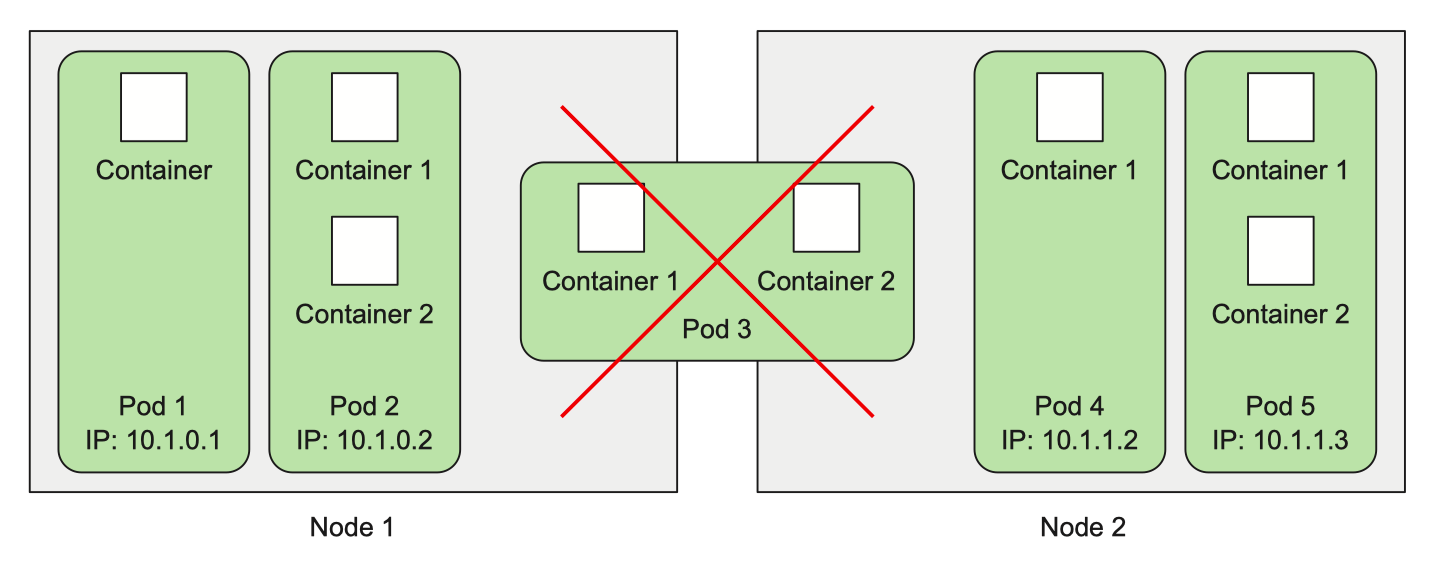 Container
Pod 1
IP: 10.1.0.1
Container 1
Container 2
Pod 2
IP: 10.1.0.2
Container 1
Container 2
Pod 3
Container 1
Pod 4
IP: 10.1.1.2
Container 1
Container 2
Pod 5
IP: 10.1.1.3
Node 1
Node 2